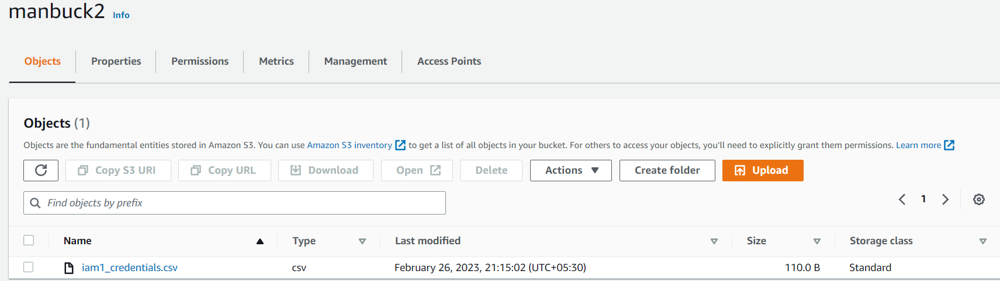 manbuck2 Info
Objects Properties Permissions Metrics Management Access Points
Objects (1)
Objects are the fundamental entities stored in Amazon S3. You can use Amazon S3 inventory to get a list of all objects in your bucket. For others to access your objects, you'll need to explicitly grant them permissions. Learn more
Copy S3 URI Copy URL Download Open Delete Actions Create folder Upload
Find objects by prefix 1
Name Type Last modified Size Storage class
iam1_credentials.csv csv February 26, 2023, 21:15:02 (UTC+05:30) 110.0 B Standard